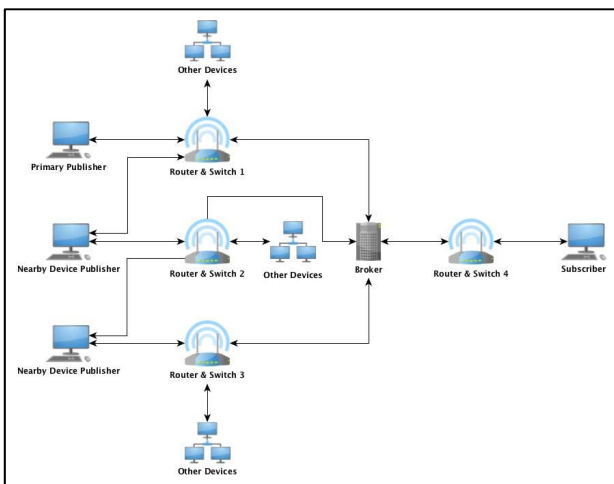 Other Devices
Primary Publisher
Router & Switch 1
Nearby Device Publisher
Router & Switch 2
Other Devices
Broker
Router & Switch 4
Subscriber
Nearby Device Publisher
Router & Switch 3
Other Devices